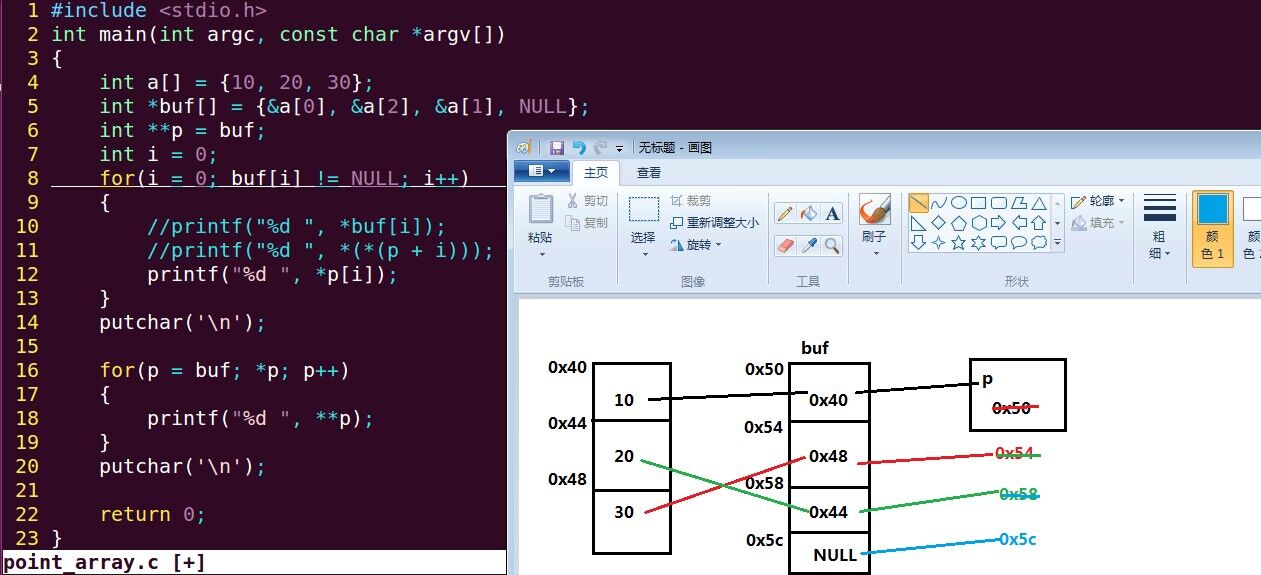 1 #include <stdio.h>
2 int main(int argc, const char *argv[])
3 {
4     int a[] = {10, 20, 30};
5     int *buf[] = {&a[0], &a[2], &a[1], NULL};
6     int **p = buf;
7     int i = 0;
8     for(i = 0; buf[i] != NULL; i++)
9     {
10         //printf("%d ", *buf[i]);
11         //printf("%d ", *(*(p + i)));
12         printf("%d ", *p[i]);
13     }
14     putchar('\n');
15
16     for(p = buf; *p; p++)
17     {
18         printf("%d ", **p);
19     }
20     putchar('\n');
21
22     return 0;
23 }
point_array.c [+]
无标题 - 画图
主页 查看
粘贴
剪切
复制
剪贴板
选择
裁剪
重新调整大小
旋转
图像
A
工具
刷子
形状
轮廓
填充
粗
细
颜
色 1
颜
色
buf
0x40
10
0x44
20
0x48
30
0x50
0x40
0x54
0x48
0x58
0x44
0x5c
NULL
p
0x50
0x54
0x58
0x5c